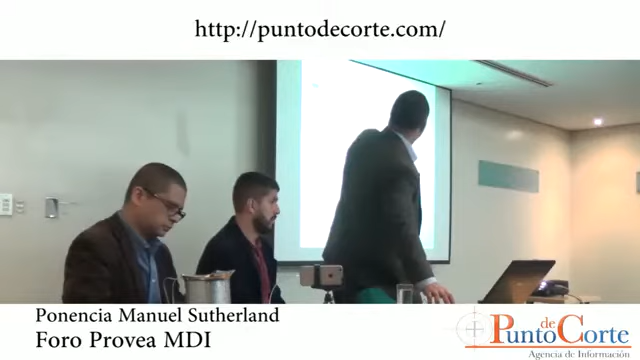 http://puntodecorte.com/
Ponencia Manuel Sutherland
Foro Provea MDI
Punto de Corte
Agencia de Información